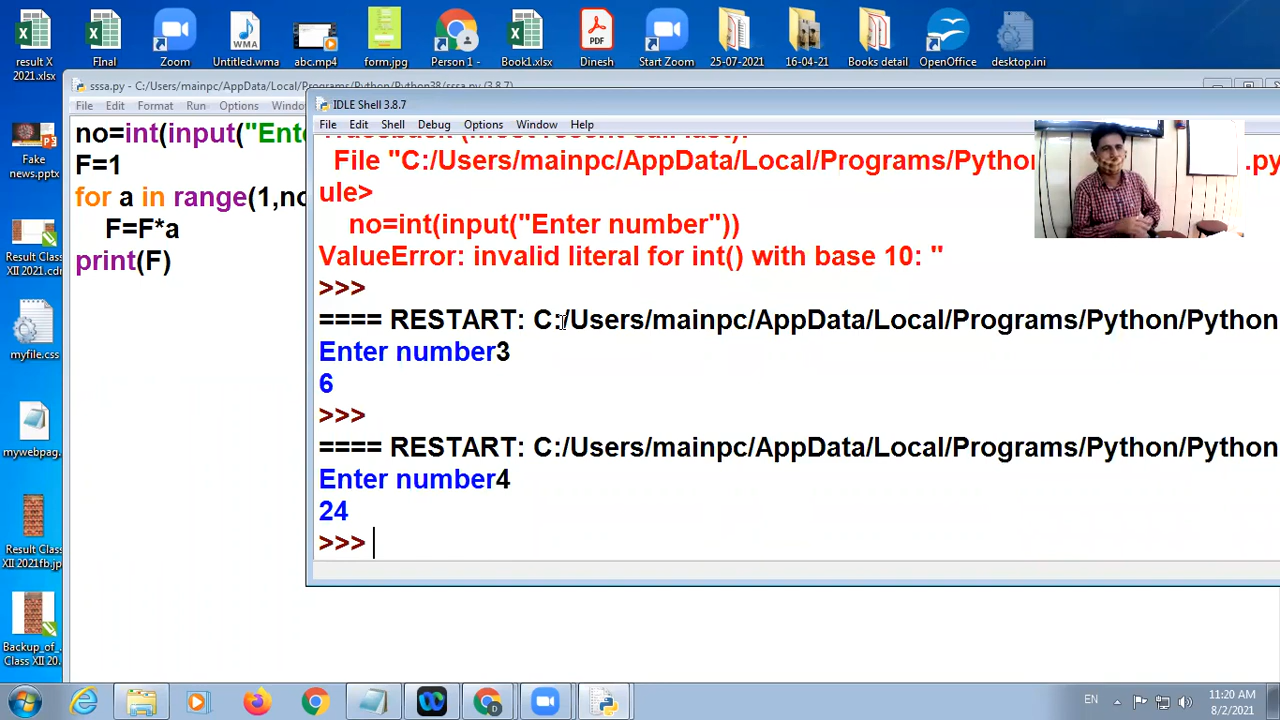 result X
2021.xlsx
FInal
Zoom
WMA
Untitled.wma
abc.mp4
form.jpg
Person 1 -
Book1.xlsx
PDF
Dinesh
Start Zoom
25-07-2021
16-04-21
Books detail
OpenOffice
desktop.ini
Fake
news.pptx
Result Class
XII 2021.cdr
myfile.css
mywebpag.
Result Class
XII 2021fb.jp
Backup_of_
Class XII 20.
sssa.py - C:/Users/mainpc/AppData/Local/Programs/Python/Python38/sssa.py (3.8.7)
File Edit Format Run Options Windo
no=int(input("Ente
F=1
for a in range(1,no
F=F*a
print(F)
IDLE Shell 3.8.7
File Edit Shell Debug Options Window Help
File "C:/Users/mainpc/AppData/Local/Programs/Python .py
ule>
no=int(input("Enter number"))
ValueError: invalid literal for int() with base 10: ''
>>>
==== RESTART: C:/Users/mainpc/AppData/Local/Programs/Python/Python
Enter number3
6
>>>
==== RESTART: C:/Users/mainpc/AppData/Local/Programs/Python/Python
Enter number4
24
>>>
EN
11:20 AM
8/2/2021